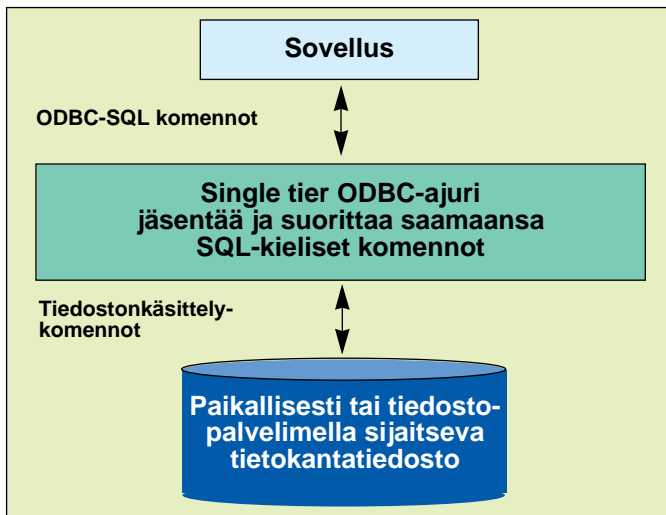 Sovellus
ODBC-SQL komennot
Single tier ODBC-ajuri
jäsentää ja suorittaa saamaansa
SQL-kieliset komennot
Tiedostonkäsittely-
komennot
Paikallisesti tai tiedosto-
palvelimella sijaitseva
tietokantatiedosto